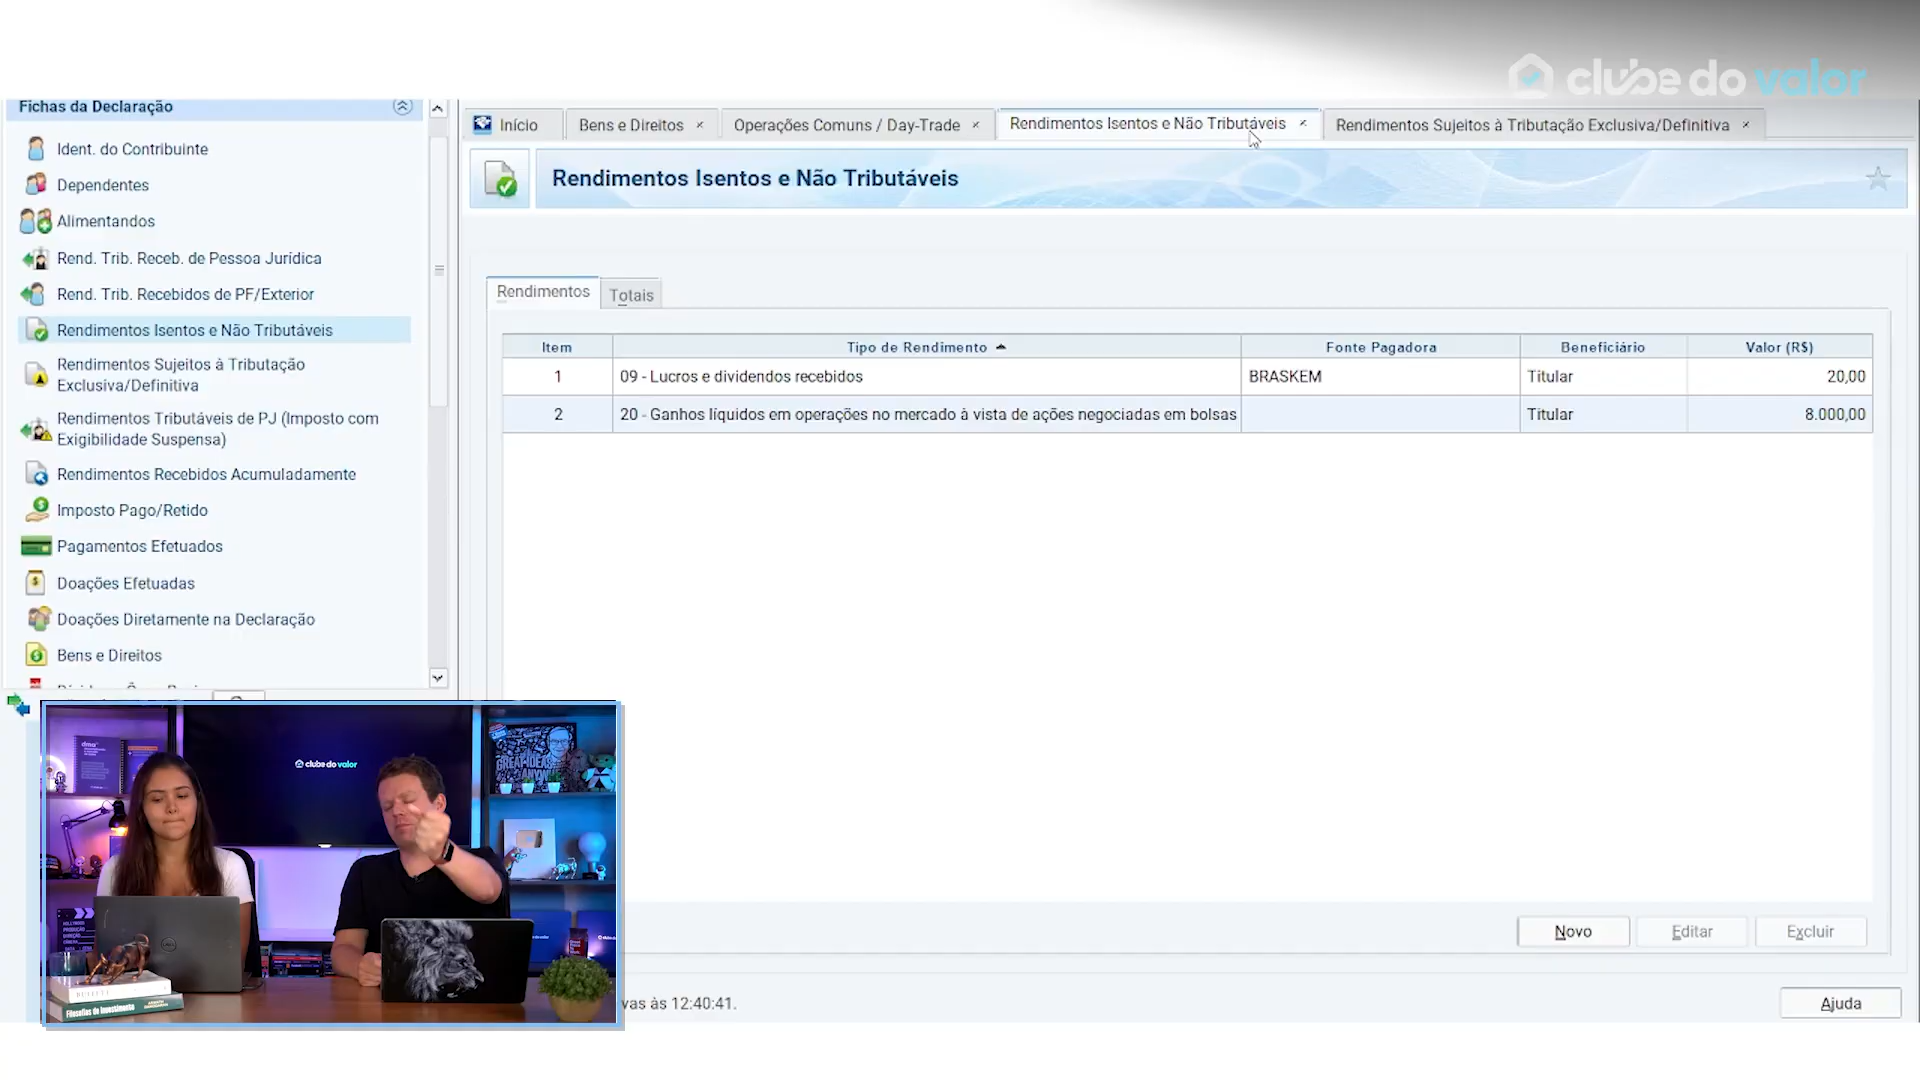 clube do valor
Fichas da Declaração
Ident. do Contribuinte
Dependentes
Alimentandos
Rend. Trib. Receb. de Pessoa Jurídica
Rend. Trib. Recebidos de PF/Exterior
Rendimentos Isentos e Não Tributáveis
Rendimentos Sujeitos à Tributação
Exclusiva/Definitiva
Rendimentos Tributáveis de PJ (Imposto com
Exigibilidade Suspensa)
Rendimentos Recebidos Acumuladamente
Imposto Pago/Retido
Pagamentos Efetuados
Doações Efetuadas
Doações Diretamente na Declaração
Bens e Direitos
Início
Bens e Direitos ×
Operações Comuns / Day-Trade ×
Rendimentos Isentos e Não Tributáveis ×
Rendimentos Sujeitos à Tributação Exclusiva/Definitiva ×
Rendimentos Isentos e Não Tributáveis
Rendimentos
Totais
Item Tipo de Rendimento Fonte Pagadora Beneficiário Valor (R$)
1 09 - Lucros e dividendos recebidos BRASKEM Titular 20,00
2 20 - Ganhos líquidos em operações no mercado à vista de ações negociadas em bolsas Titular 8.000,00
Novo
Editar
Excluir
vas às 12:40:41.
Ajuda
dma
clube do valor
GREAT IDEAS
Filosofias de Investimento